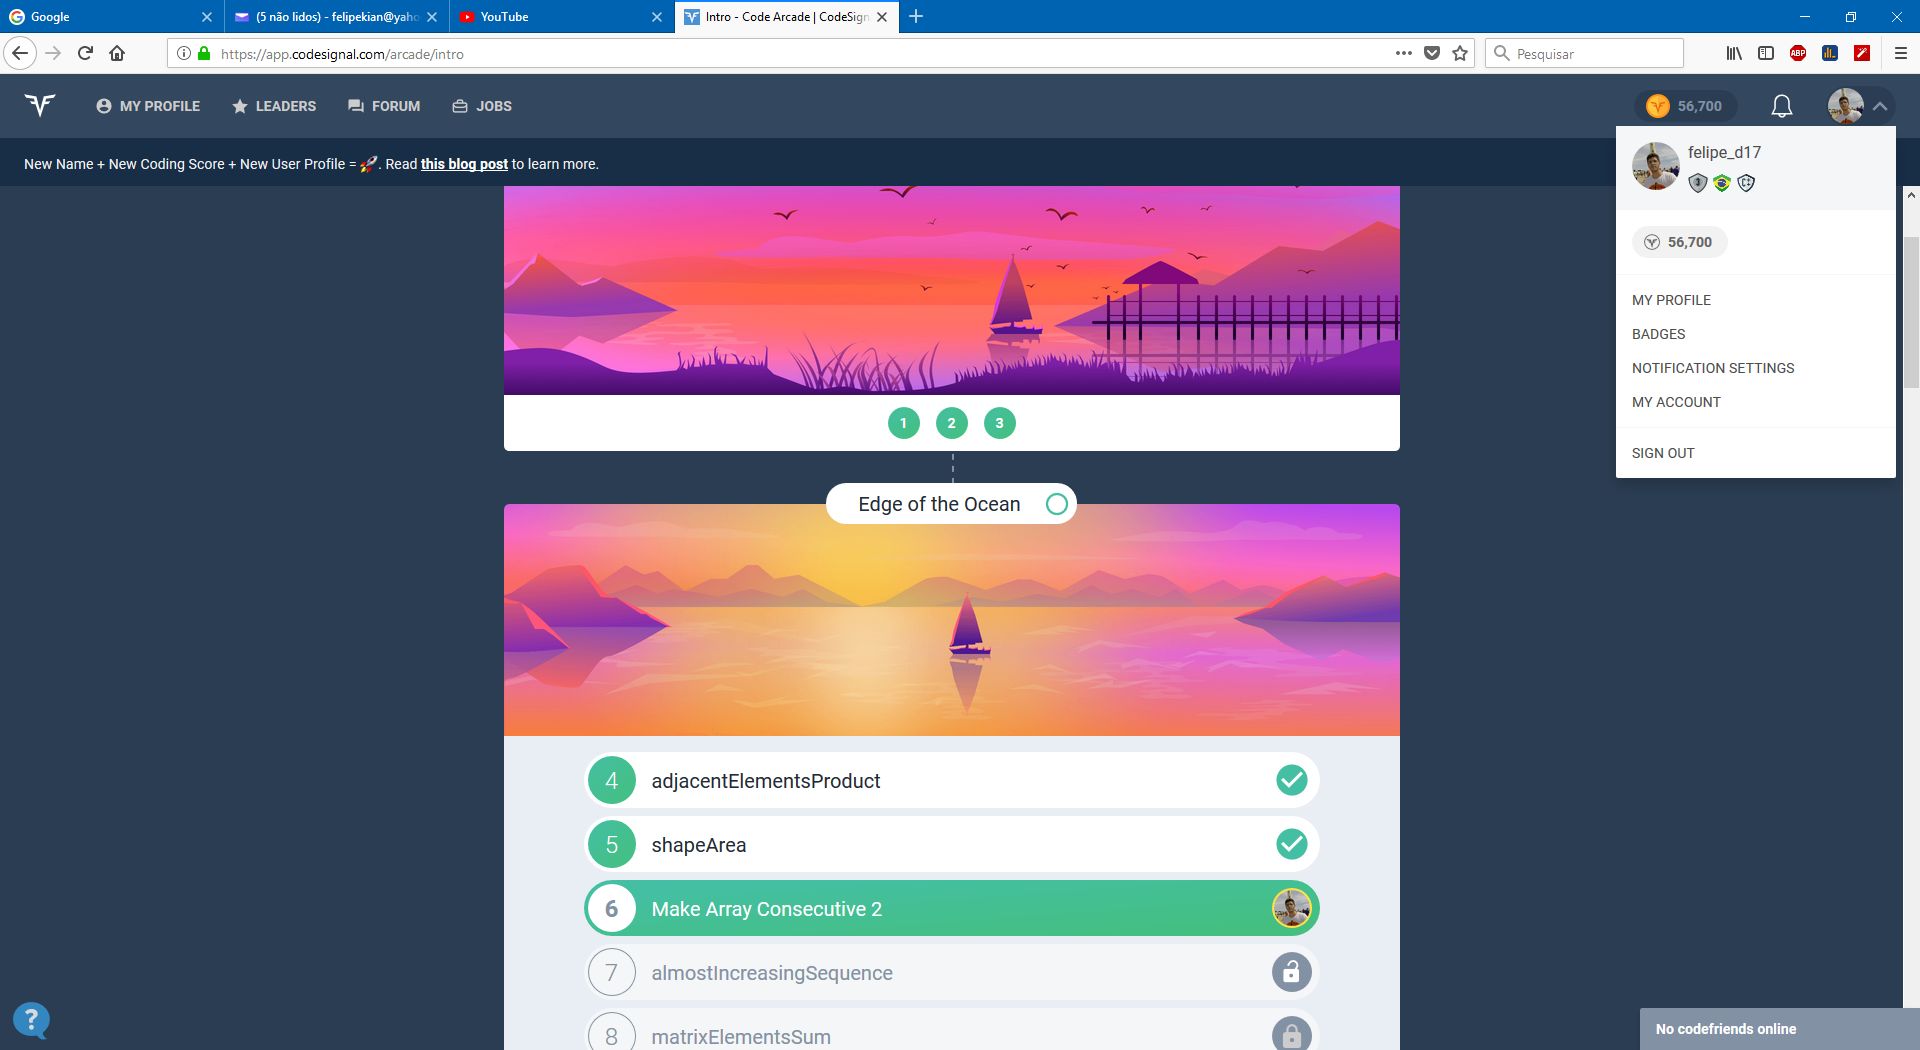 Google
(5 não lidos) - felipekian@yaho
YouTube
Intro - Code Arcade | CodeSign
https://app.codesignal.com/arcade/intro
Pesquisar
ABP
MY PROFILE
LEADERS
FORUM
JOBS
56,700
New Name + New Coding Score + New User Profile = 🚀. Read this blog post to learn more.
felipe_d17
3
56,700
MY PROFILE
BADGES
NOTIFICATION SETTINGS
MY ACCOUNT
SIGN OUT
1 2 3
Edge of the Ocean
4 adjacentElementsProduct
5 shapeArea
6 Make Array Consecutive 2
7 almostIncreasingSequence
8 matrixElementsSum
?
No codefriends online